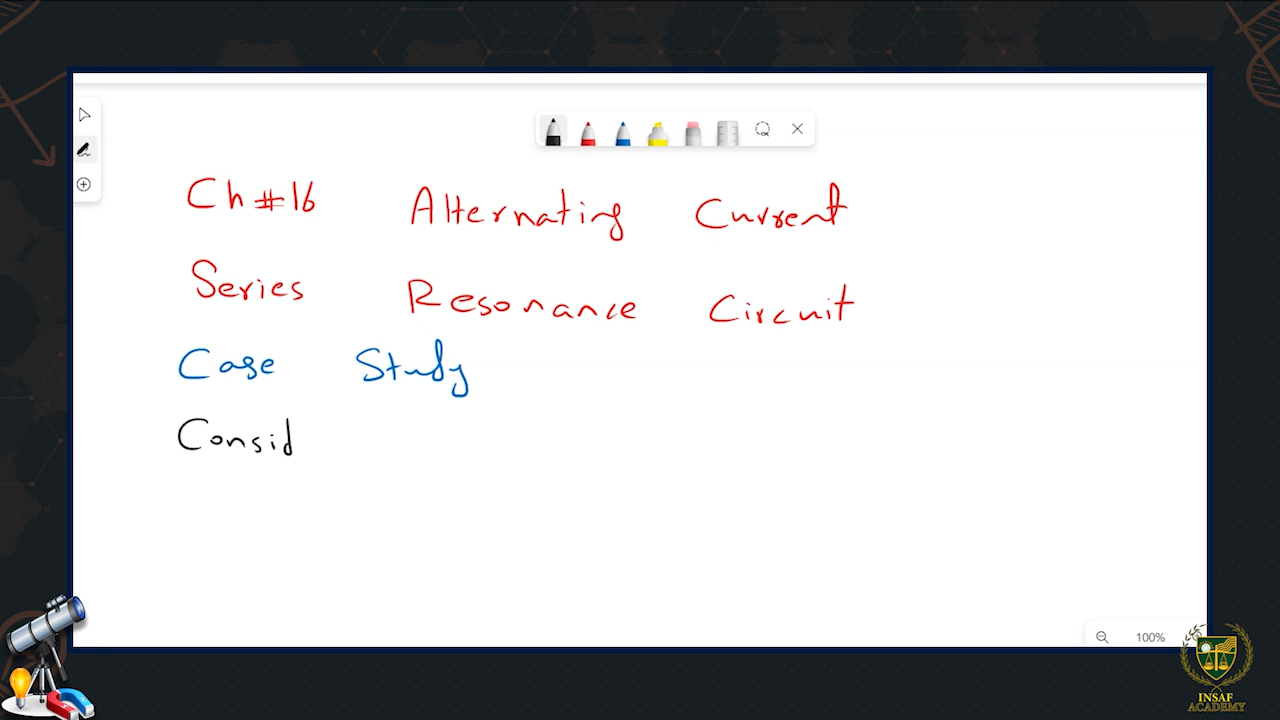 Ch#16 Alternating Current
Series Resonance Circuit
Case Study
Consid
100%
INSAF
ACADEMY